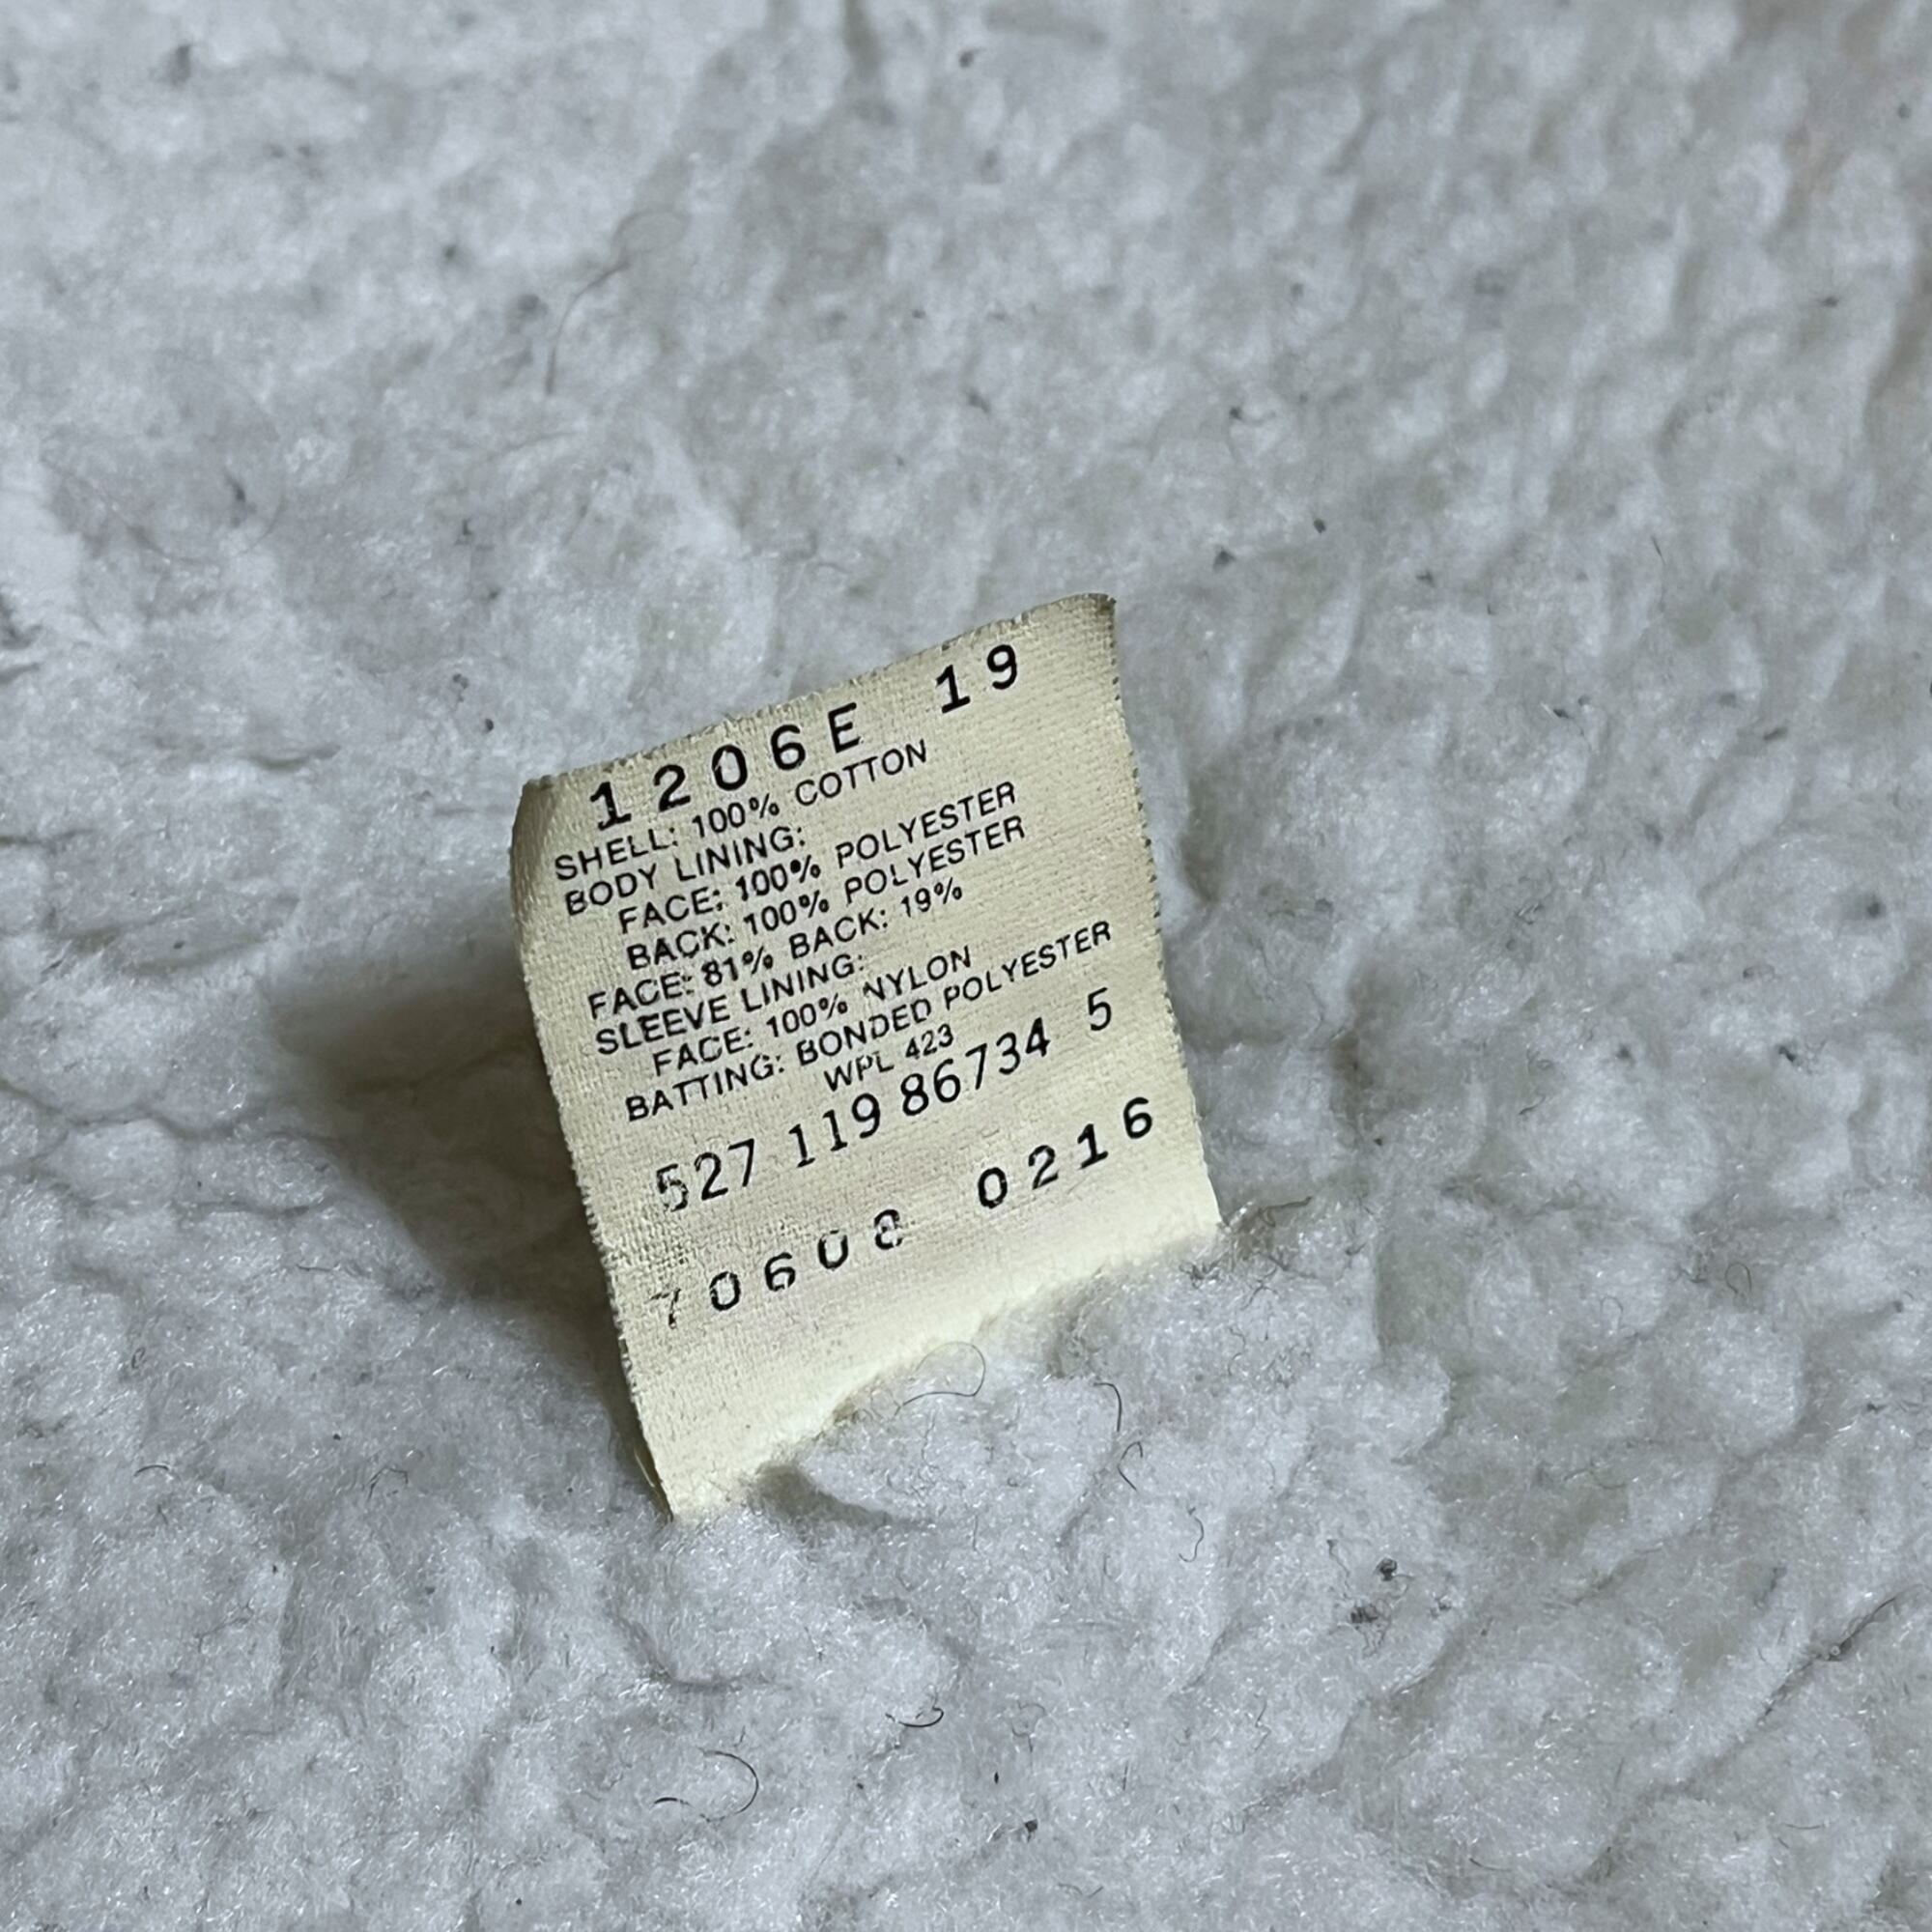 1206E 19
SHELL: 100% COTTON
BODY LINING:
FACE: 100% POLYESTER
BACK: 100% POLYESTER
FACE: 81% BACK: 19%
SLEEVE LINING:
FACE: 100% NYLON
BATTING: BONDED POLYESTER
WPL 423
527 119 86734 5
70608 0216